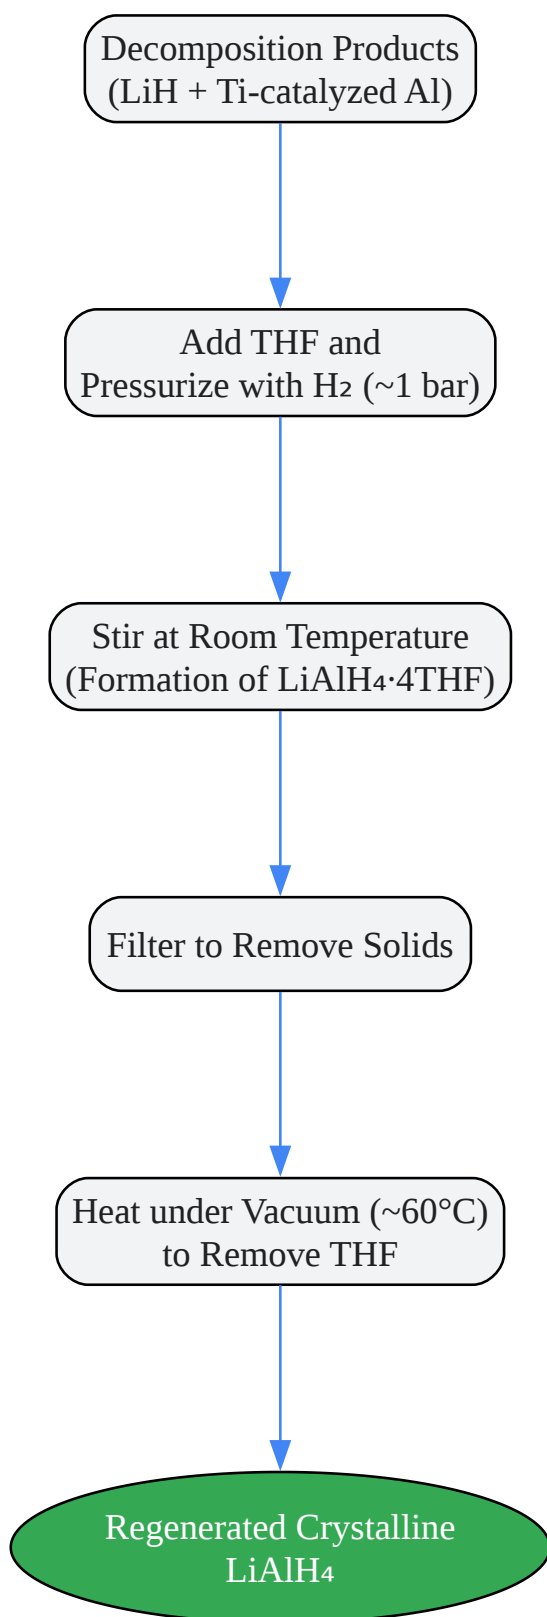 Decomposition Products
(LiH + Ti-catalyzed Al)
Add THF and
Pressurize with H₂ (~1 bar)
Stir at Room Temperature
(Formation of LiAlH₄·4THF)
Filter to Remove Solids
Heat under Vacuum (~60°C)
to Remove THF
Regenerated Crystalline
LiAlH₄